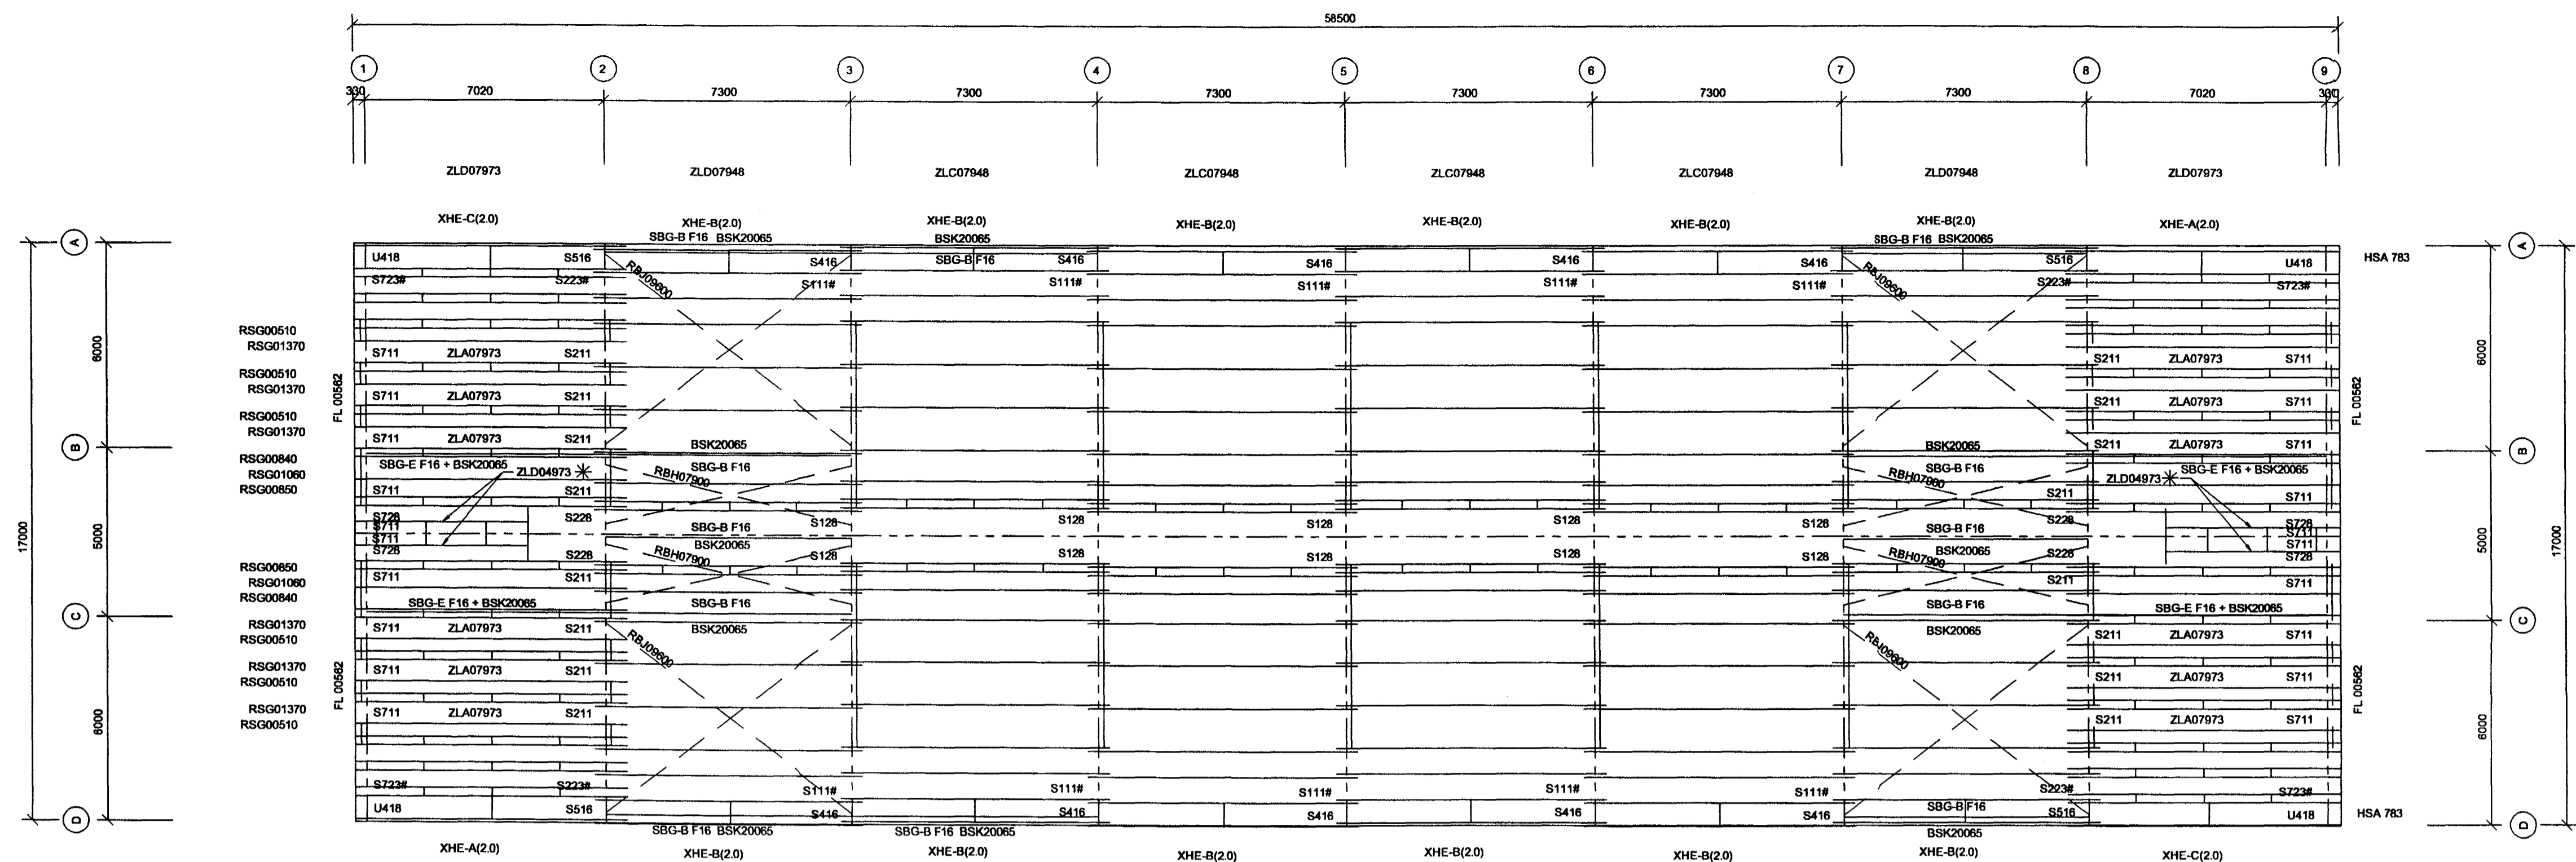 58500
1 2 3 4 5 6 7 8 9
330 7020 7300 7300 7300 7300 7300 7300 7020 330
ZLD07973 ZLD07948 ZLC07948 ZLC07948 ZLC07948 ZLC07948 ZLD07948 ZLD07973
XHE-C(2.0) XHE-B(2.0) XHE-B(2.0) XHE-B(2.0) XHE-B(2.0) XHE-B(2.0) XHE-B(2.0) XHE-A(2.0)
SBG-B F16 BSK20065 BSK20065 SBG-B F16 BSK20065
A A
U418 S516 S416 SBG-B F16 S416 S416 S416 S416 S516 U418 HSA 783
S723# S223# RBJ09600 S111# S111# S111# S111# S111# RBJ09600 S223# S723#
RSG00510
RSG01370
S711 ZLA07973 S211 S211 ZLA07973 S711
6000 6000
RSG00510
RSG01370
FL 00562 FL 00562
S711 ZLA07973 S211 S211 ZLA07973 S711
RSG00510
RSG01370
S711 ZLA07973 S211 BSK20065 BSK20065 S211 ZLA07973 S711
B B
RSG00840
SBG-E F16 + BSK20065 ZLD04973 SBG-B F16 SBG-B F16 SBG-E F16 + BSK20065
RSG01060
RBH07900 RBH07900 ZLD04973
RSG00850
S711 S211 S211 S711
S728 S228 SBG-B F16 S128 S128 S128 S128 S128 SBG-B F16 S228 S728
S711 S711
17000 5000 5000 17000
S711 BSK20065 BSK20065 S711
S728 S228 RBH07900 S128 S128 S128 S128 S128 RBH07900 S228 S728
RSG00850
S711 S211 S211 S711
RSG01060
RSG00840
SBG-E F16 + BSK20065 SBG-B F16 SBG-B F16 SBG-E F16 + BSK20065
C C
RSG01370
S711 ZLA07973 S211 BSK20065 BSK20065 S211 ZLA07973 S711
RSG00510
RBJ09600 RBJ09600
RSG01370
S711 ZLA07973 S211 S211 ZLA07973 S711
RSG00510
FL 00562 FL 00562
RSG01370
S711 ZLA07973 S211 S211 ZLA07973 S711
RSG00510
6000 6000
S723# S223# S111# S111# S111# S111# S111# S223# S723#
U418 S516 S416 S416 S416 S416 S416 SBG-B F16 S516 U418 HSA 783
D D
SBG-B F16 BSK20065 SBG-B F16 BSK20065 BSK20065
XHE-A(2.0) XHE-B(2.0) XHE-B(2.0) XHE-B(2.0) XHE-B(2.0) XHE-B(2.0) XHE-B(2.0) XHE-C(2.0)